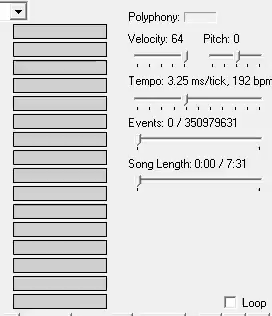 Polyphony:
Velocity: 64 Pitch: 0
Tempo: 3.25 ms/tick, 192 bpm
Events: 0 / 350979631
Song Length: 0:00 / 7:31
Loop